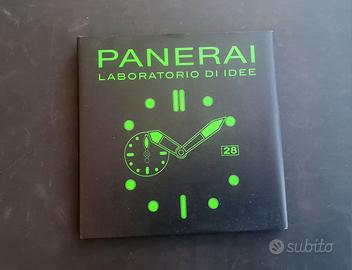 PANERAI
LABORATORIO DI IDEE
28
subito